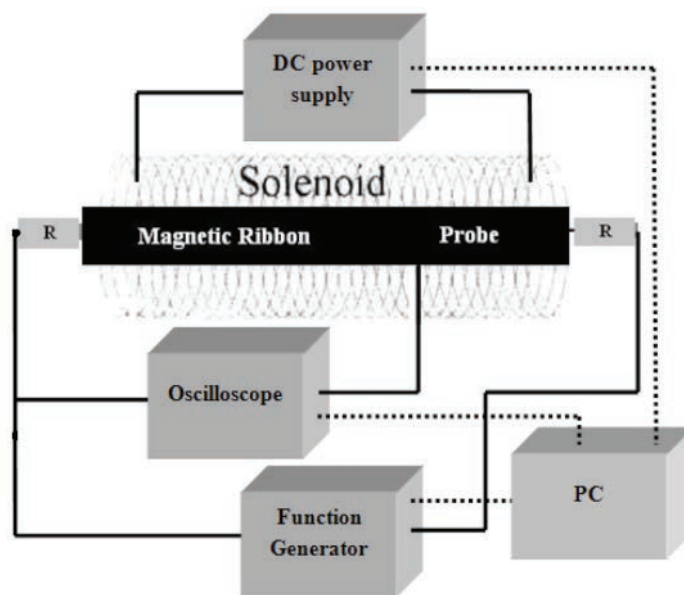 DC power
supply
Solenoid
R
Magnetic Ribbon
Probe
R
Oscilloscope
Function
Generator
PC